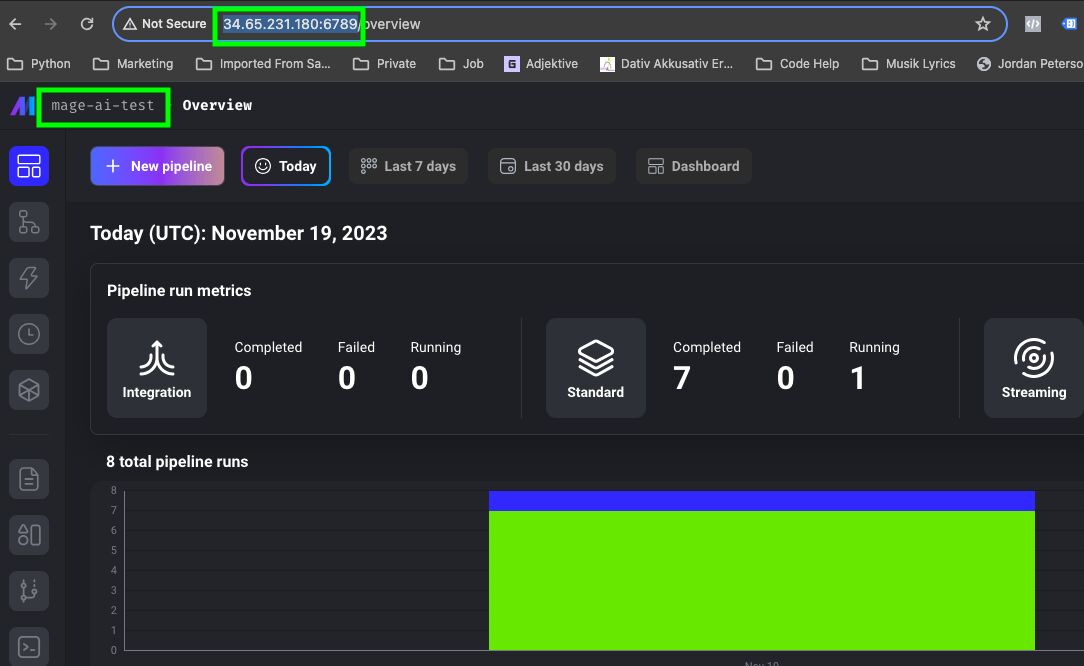 Not Secure 34.65.231.180:6789/overview
Python Marketing Imported From Sa... Private Job G Adjektive Dativ Akkusativ Er... Code Help Musik Lyrics Jordan Peterso
mage-ai-test Overview
+ New pipeline Today Last 7 days Last 30 days Dashboard
Today (UTC): November 19, 2023
Pipeline run metrics
Integration
Completed Failed Running
0 0 0
Standard
Completed Failed Running
7 0 1
Streaming
8 total pipeline runs
8
7
6
5
4
3
2
1
0
Nov 19